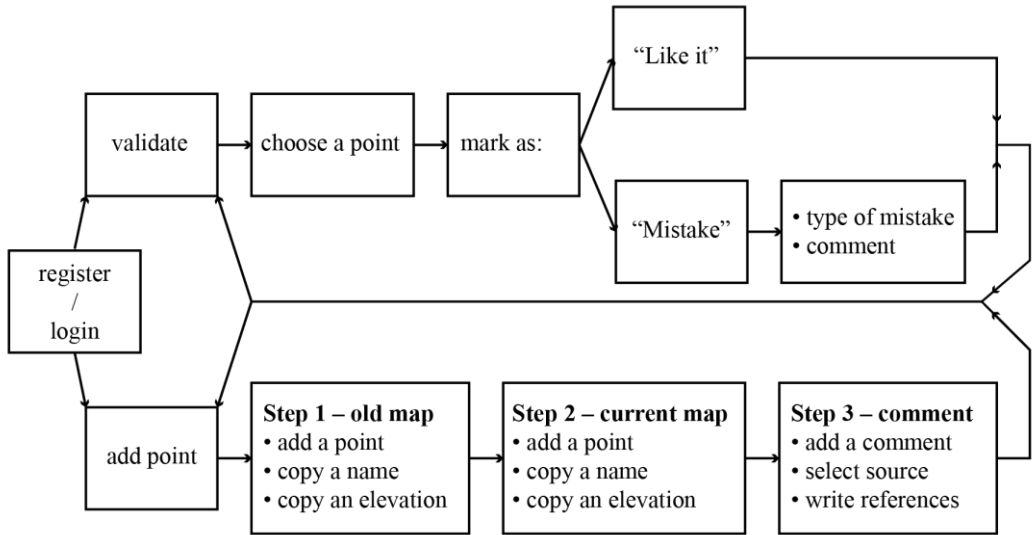 “Like it”
validate
choose a point
mark as:
“Mistake”
• type of mistake
• comment
register
/
login
add point
Step 1 – old map
• add a point
• copy a name
• copy an elevation
Step 2 – current map
• add a point
• copy a name
• copy an elevation
Step 3 – comment
• add a comment
• select source
• write references